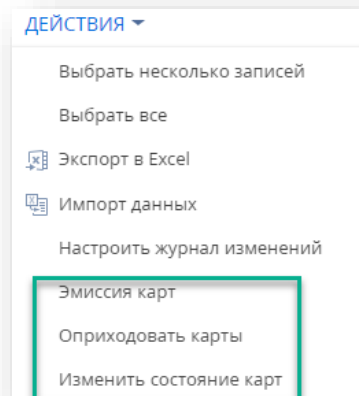 ДЕЙСТВИЯ
Выбрать несколько записей
Выбрать все
Экспорт в Excel
Импорт данных
Настроить журнал изменений
Эмиссия карт
Оприходовать карты
Изменить состояние карт